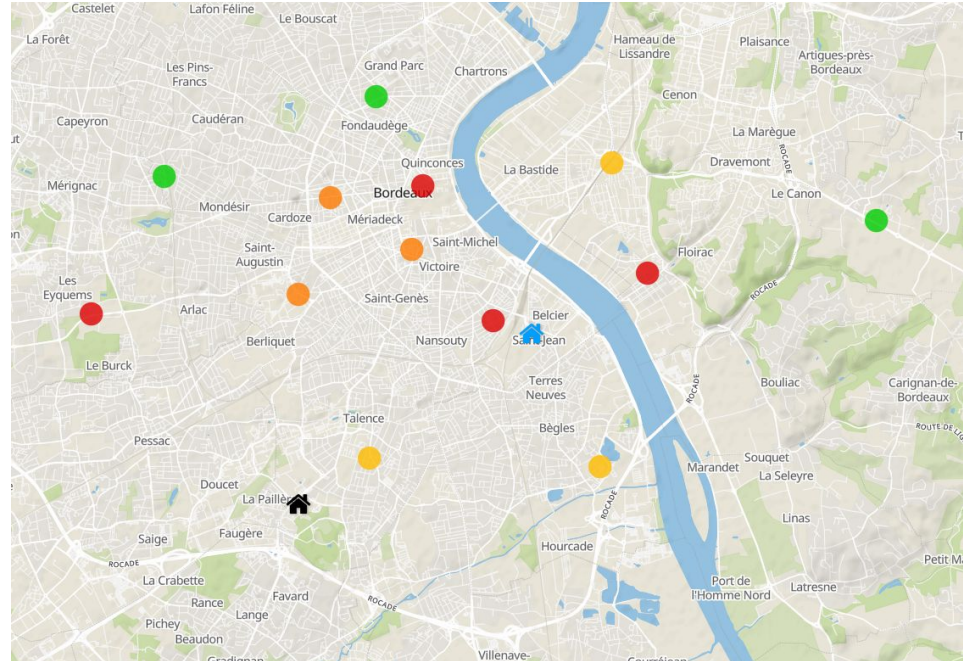 Castelet
Lafon Féline
Le Bouscat
La Forêt
Hameau de
Lissandre
Plaisance
Artigues-près-
Bordeaux
Les Pins-
Francs
Grand Parc
Chartrons
Cenon
Capeyron
Caudéran
Fondaudège
La Marègue
ROCADE
Quinconces
La Bastide
Dravemont
Mérignac
Bordeaux
Le Canon
Mondésir
Cardoze
Mériadeck
Saint-
Augustin
Saint-Michel
Victoire
Floirac
Les
Eyquems
Arlac
Saint-Genès
ROCADE
Belcier
Berliquet
Nansouty
Saint-Jean
Le Burck
Terres
Neuves
ROCADE
Bouliac
Carignan-de-
Bordeaux
Talence
Bègles
ROUTE DE
Pessac
Marandet
Souquet
La Seleyre
Doucet
ROCADE
Linas
Saige
Faugère
Hourcade
ROCADE
La Crabette
Favard
Port de
l'Homme Nord
Latresne
Petit
Rance
Lange
ROCADE
Pichey
Beaudon
Gradignan
Villenave-
Courréjean